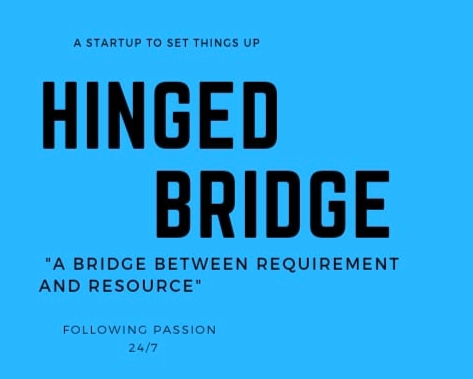 A STARTUP TO SET THINGS UP
HINGED
BRIDGE
"A BRIDGE BETWEEN REQUIREMENT
AND RESOURCE"
FOLLOWING PASSION
24/7